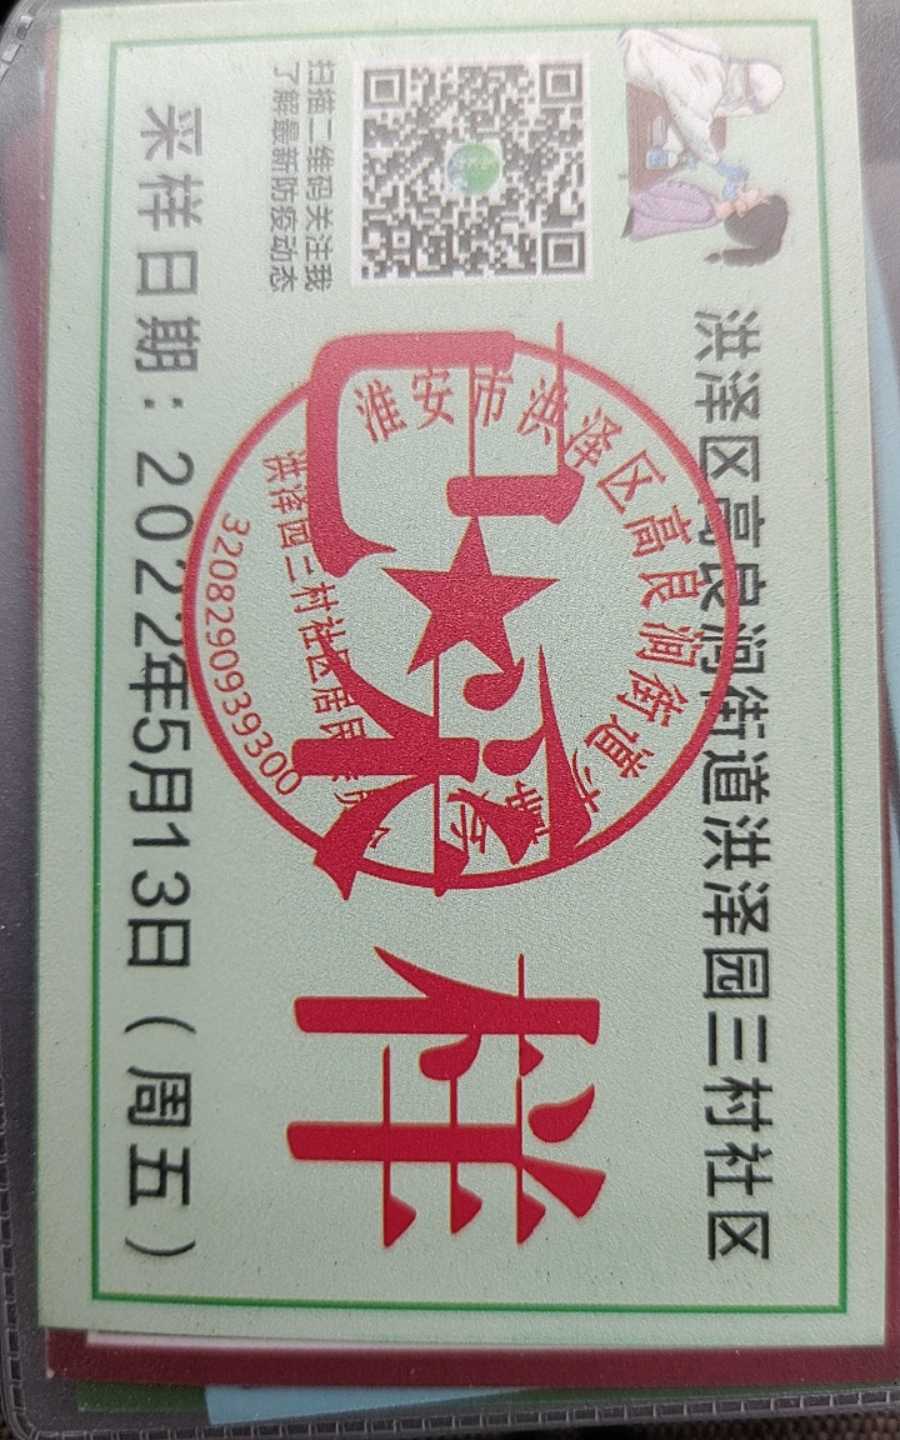 洪泽区高良涧街道洪泽园三村社区
已采样
淮安市洪泽区高良涧街道办事处
洪泽园三村社区居民委员会
3208290939300
扫描二维码关注我
了解最新防疫动态
采样日期：2022年5月13日（周五）